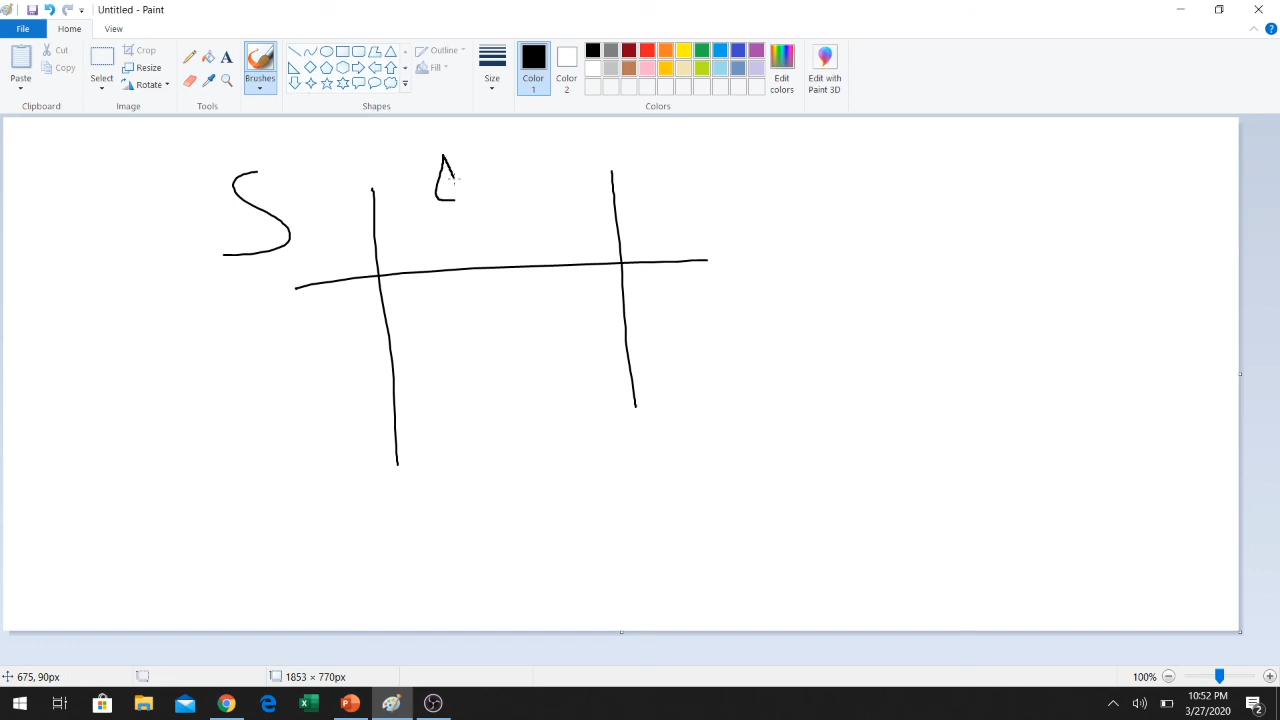 Untitled - Paint
File Home View
Paste
Cut
Copy
Clipboard
Select
Crop
Resize
Rotate
Image
A
Tools
Brushes
Outline
Fill
Shapes
Size
Color 1
Color 2
Edit colors
Edit with Paint 3D
Colors
S
675, 90px
1853 × 770px
100%
10:52 PM
3/27/2020
2